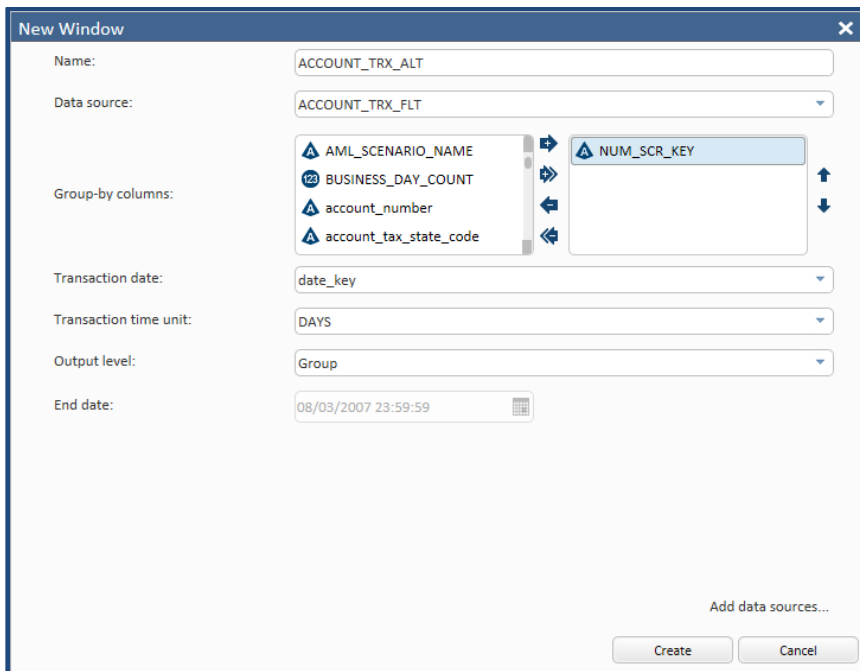 New Window
Name:
ACCOUNT_TRX_ALT
Data source:
ACCOUNT_TRX_FLT
Group-by columns:
A AML_SCENARIO_NAME
123 BUSINESS_DAY_COUNT
A account_number
A account_tax_state_code
A NUM_SCR_KEY
Transaction date:
date_key
Transaction time unit:
DAYS
Output level:
Group
End date:
08/03/2007 23:59:59
Add data sources...
Create
Cancel